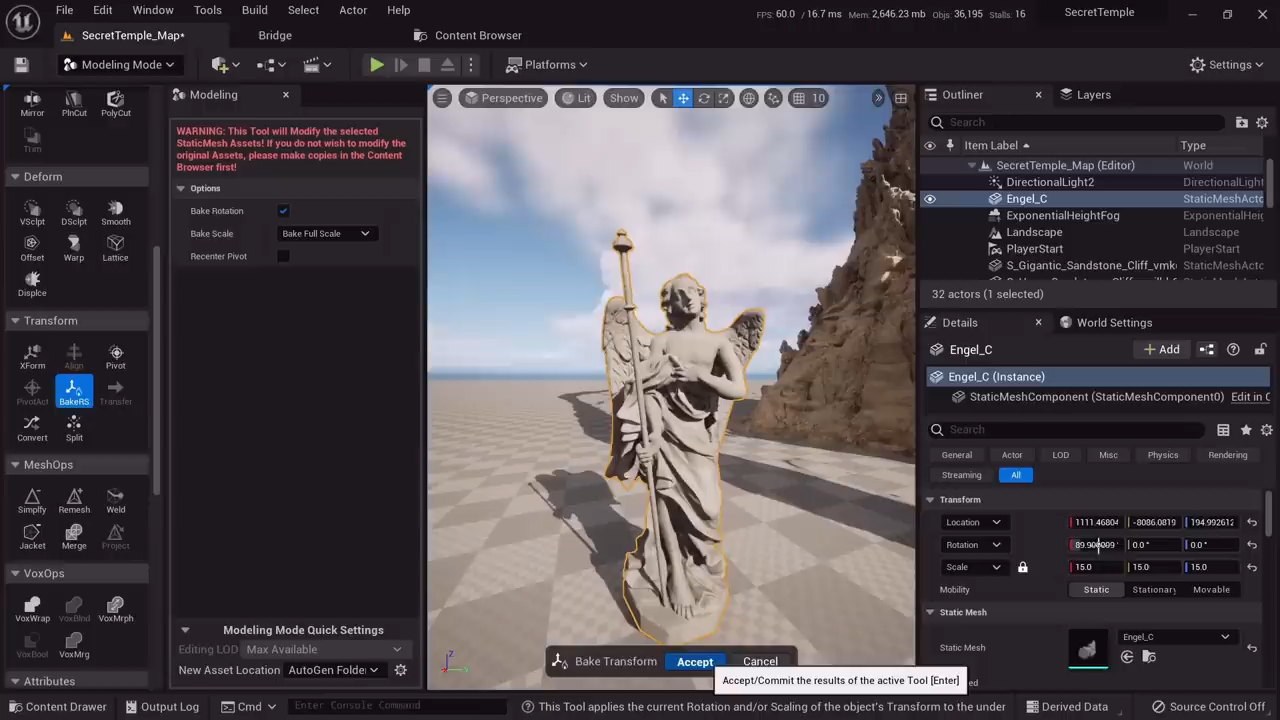 File Edit Window Tools Build Select Actor Help
FPS: 60.0 / 16.7 ms Mem: 2,646.23 mb Objs: 36,195 Stalls: 16
SecretTemple
SecretTemple_Map*
Bridge
Content Browser
Modeling Mode
Platforms
Settings
Mirror PlnCut PolyCut
Trim
Deform
VSclpt DSclpt Smooth
Offset Warp Lattice
Displce
Transform
XForm Align Pivot
PivotAct BakeRS Transfer
Convert Split
MeshOps
Simplfy Remesh Weld
Jacket Merge Project
VoxOps
VoxWrap VoxBlnd VoxMrph
VoxBool VoxMrg
Attributes
Modeling
WARNING: This Tool will Modify the selected
StaticMesh Assets! If you do not wish to modify the
original Assets, please make copies in the Content
Browser first!
Options
Bake Rotation
Bake Scale Bake Full Scale
Recenter Pivot
Modeling Mode Quick Settings
Editing LOD Max Available
New Asset Location AutoGen Folder
Perspective Lit Show 10
Bake Transform Accept Cancel
Accept/Commit the results of the active Tool [Enter]
Outliner
Layers
Search
Item Label Type
SecretTemple_Map (Editor) World
DirectionalLight2 DirectionalLight
Engel_C StaticMeshActo
ExponentialHeightFog ExponentialHeig
Landscape Landscape
PlayerStart PlayerStart
S_Gigantic_Sandstone_Cliff_vmk StaticMeshActo
32 actors (1 selected)
Details
World Settings
Engel_C
Add
Engel_C (Instance)
StaticMeshComponent (StaticMeshComponent0) Edit in C
Search
General Actor LOD Misc Physics Rendering
Streaming All
Transform
Location 1111.46804 -8086.0819 194.992612
Rotation 0.0 ° 0.0 °
Scale 15.0 15.0 15.0
Mobility Static Stationary Movable
Static Mesh
Static Mesh Engel_C
Content Drawer Output Log Cmd Enter Console Command
This Tool applies the current Rotation and/or Scaling of the object's Transform to the under
Derived Data Source Control Off